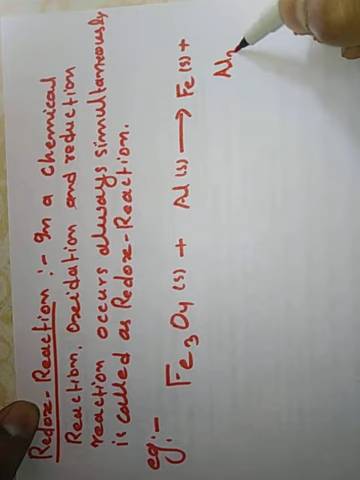 Redox-Reaction :- In a chemical
Reaction, Oxidation and reduction
reaction occurs always simultaneously
is called as Redox-Reaction.
eg:- Fe3O4(s) + Al(s) → Fe(s) +
Al2